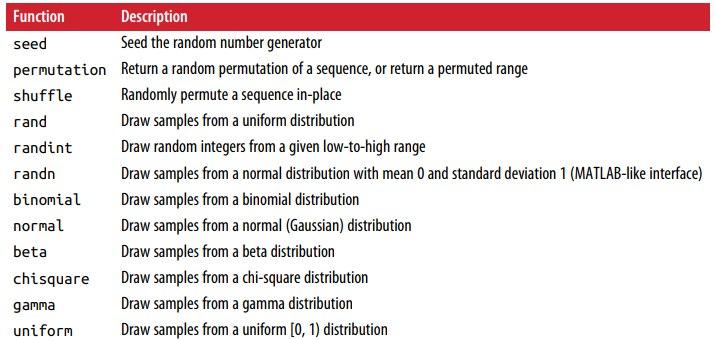 Function Description
seed Seed the random number generator
permutation Return a random permutation of a sequence, or return a permuted range
shuffle Randomly permute a sequence in-place
rand Draw samples from a uniform distribution
randint Draw random integers from a given low-to-high range
randn Draw samples from a normal distribution with mean 0 and standard deviation 1 (MATLAB-like interface)
binomial Draw samples from a binomial distribution
normal Draw samples from a normal (Gaussian) distribution
beta Draw samples from a beta distribution
chisquare Draw samples from a chi-square distribution
gamma Draw samples from a gamma distribution
uniform Draw samples from a uniform [0, 1) distribution